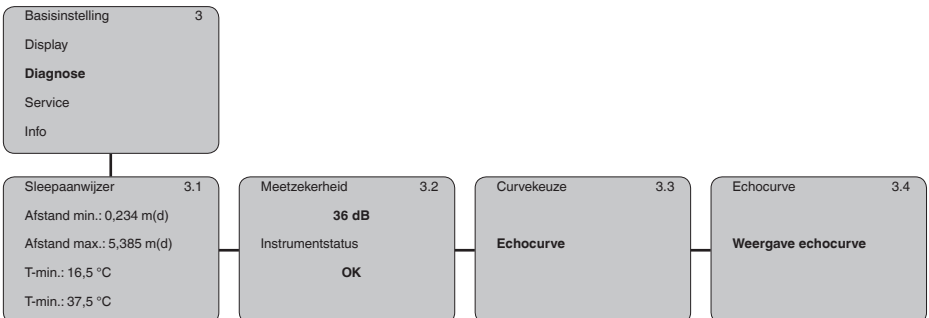 Basisinstelling 3
Display
Diagnose
Service
Info
Sleepaanwijzer 3.1
Afstand min.: 0,234 m(d)
Afstand max.: 5,385 m(d)
T-min.: 16,5 °C
T-min.: 37,5 °C
Meetzekerheid 3.2
36 dB
Instrumentstatus
OK
Curvekeuze 3.3
Echocurve
Echocurve 3.4
Weergave echocurve